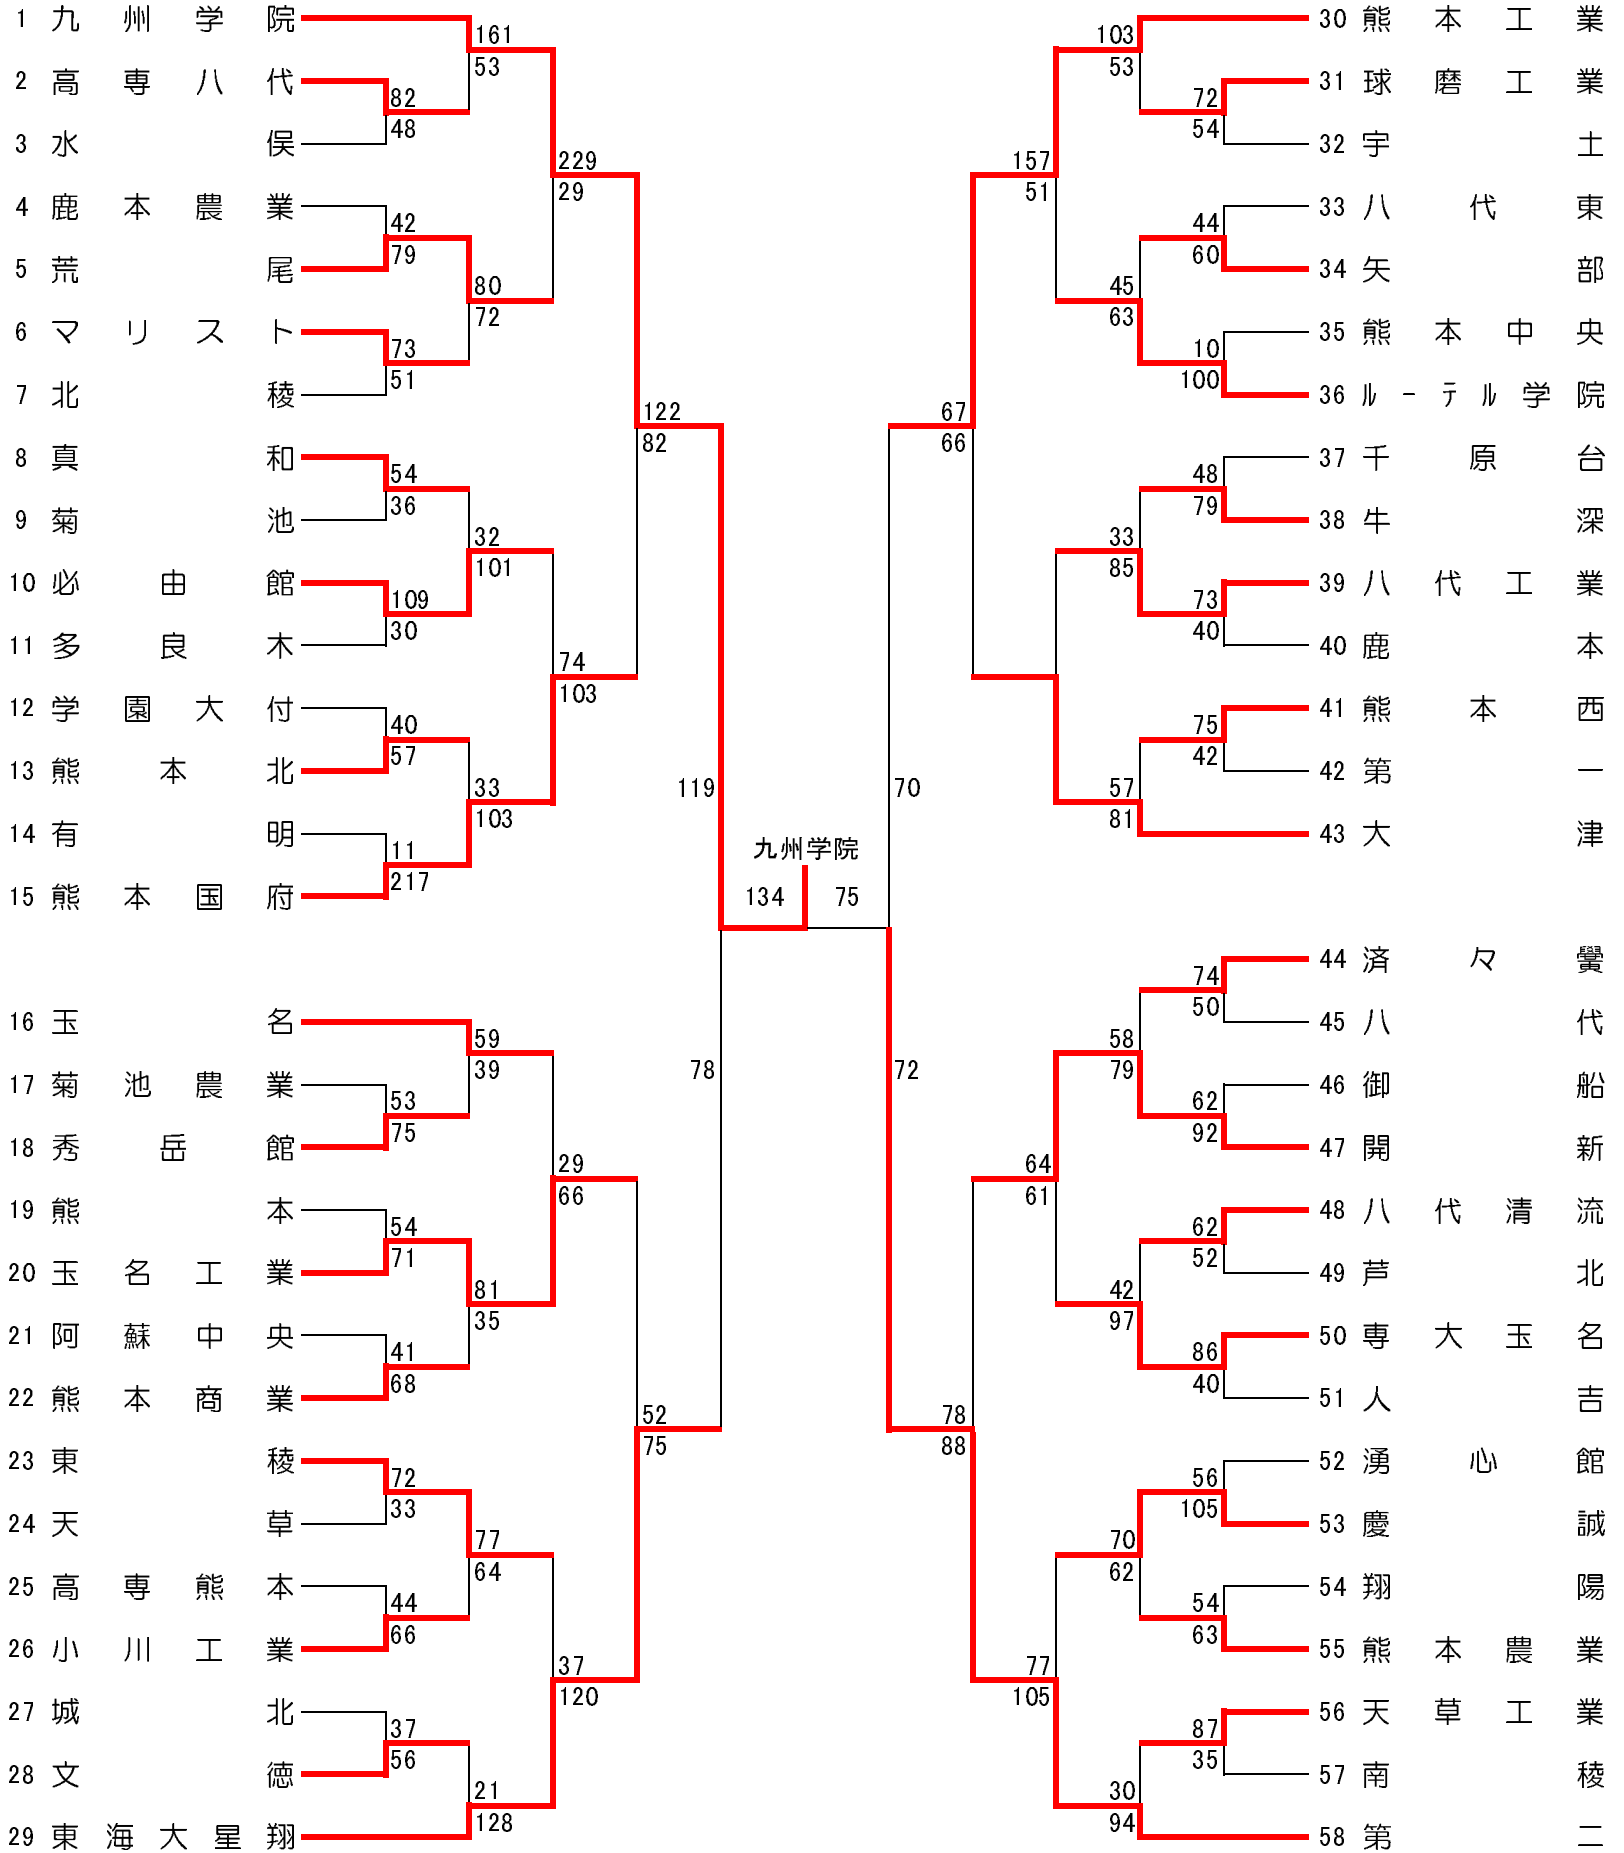 1 九州学院
2 高専八代
3 水俣
4 鹿本農業
5 荒尾
6 マリスト
7 北稜
8 真和
9 菊池
10 必由館
11 多良木
12 学園大付
13 熊本北
14 有明
15 熊本国府
16 玉名
17 菊池農業
18 秀岳館
19 熊本
20 玉名工業
21 阿蘇中央
22 熊本商業
23 東稜
24 天草
25 高専熊本
26 小川工業
27 城北
28 文徳
29 東海大星翔
161
53
82
48
229
29
42
79
80
72
73
51
122
82
54
36
32
101
109
30
74
103
40
57
33
103
11
217
119
九州学院
134 75
78
59
39
53
75
29
66
54
71
81
35
41
68
52
75
72
33
77
64
44
66
37
120
37
56
21
128
103
53
72
54
157
51
44
60
45
63
10
100
67
66
48
79
33
85
73
40
75
42
57
81
70
72
74
50
58
79
62
92
64
61
62
52
42
97
86
40
78
88
56
105
70
62
54
63
77
105
87
35
30
94
30 熊本工業
31 球磨工業
32 宇土
33 八代東
34 矢部
35 熊本中央
36 ﾙｰﾃﾙ学院
37 千原台
38 牛深
39 八代工業
40 鹿本
41 熊本西
42 第一
43 大津
44 済々黌
45 八代
46 御船
47 開新
48 八代清流
49 芦北
50 専大玉名
51 人吉
52 湧心館
53 慶誠
54 翔陽
55 熊本農業
56 天草工業
57 南稜
58 第二